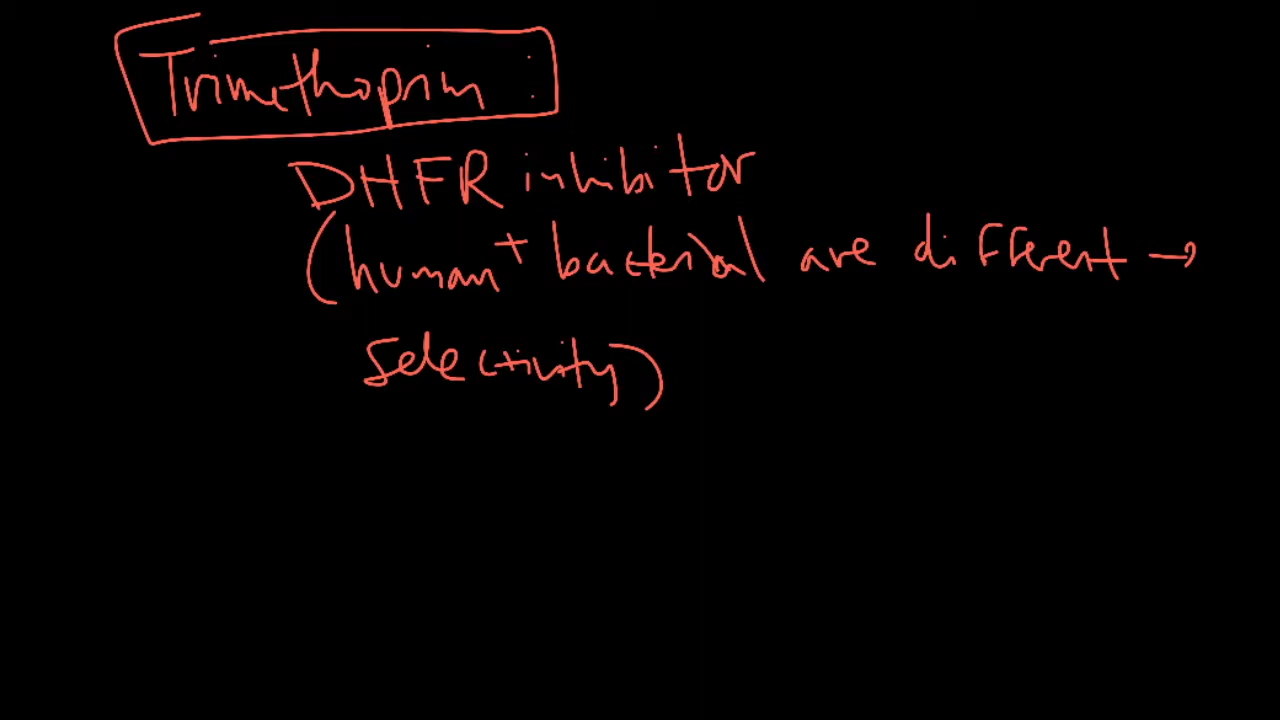 Trimethoprim :
DHFR inhibitor
(human + bacterial are different →
selectivity)